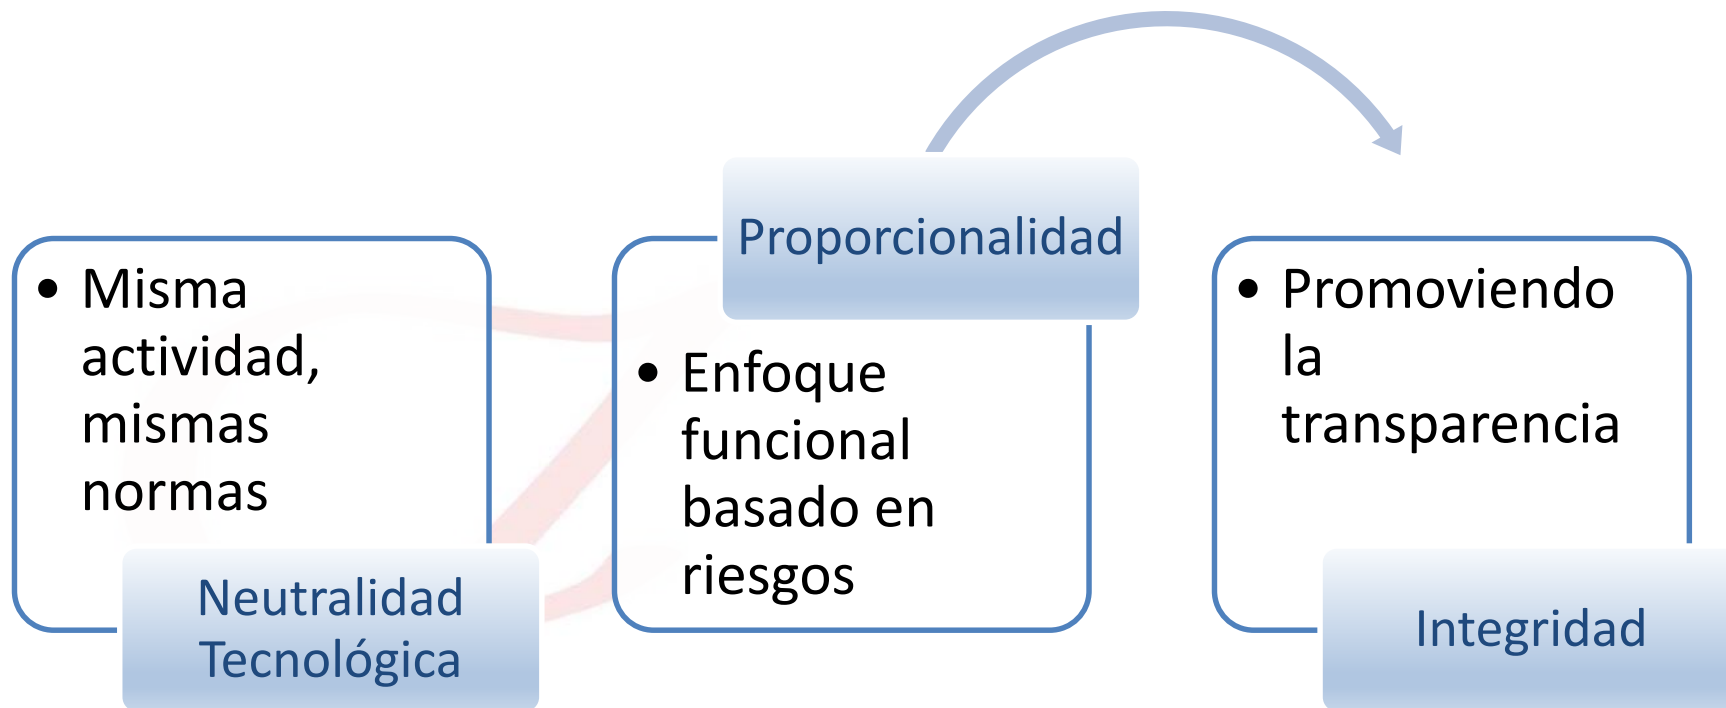 • Misma
actividad,
mismas
normas
Neutralidad
Tecnológica
Proporcionalidad
• Enfoque
funcional
basado en
riesgos
• Promoviendo
la
transparencia
Integridad